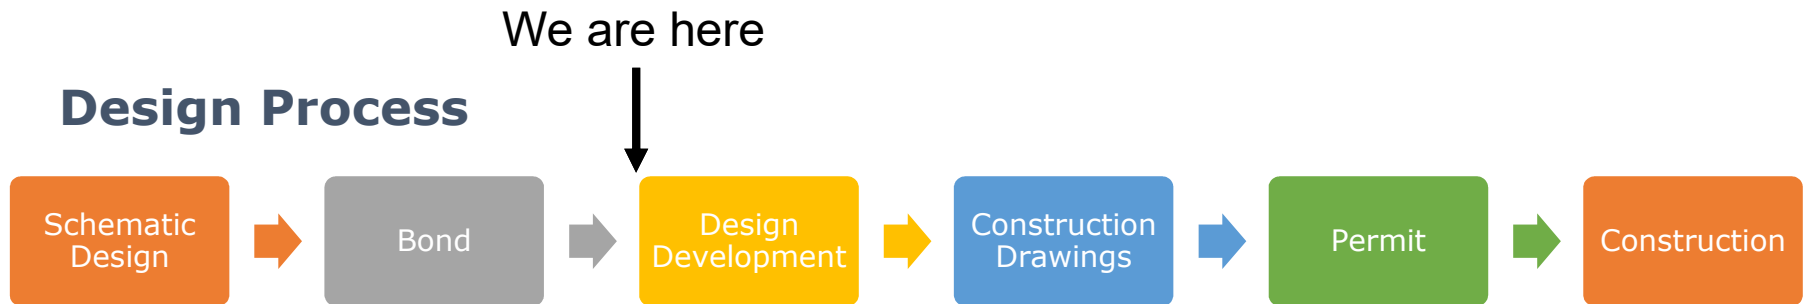 We are here
Design Process
Schematic
Design
Bond
Design
Development
Construction
Drawings
Permit
Construction